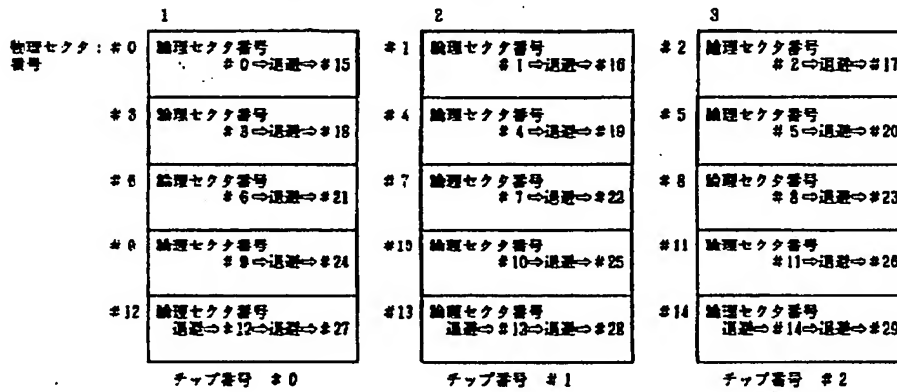 1 2 3
物理セクタ: #0 論理セクタ番号 #1 論理セクタ番号 #2 論理セクタ番号
番号 #0⇨退避⇨#15 #1⇨退避⇨#16 #2⇨退避⇨#17
#3 論理セクタ番号 #4 論理セクタ番号 #5 論理セクタ番号
#3⇨退避⇨#18 #4⇨退避⇨#19 #5⇨退避⇨#20
#6 論理セクタ番号 #7 論理セクタ番号 #8 論理セクタ番号
#6⇨退避⇨#21 #7⇨退避⇨#22 #8⇨退避⇨#23
#9 論理セクタ番号 #10 論理セクタ番号 #11 論理セクタ番号
#9⇨退避⇨#24 #10⇨退避⇨#25 #11⇨退避⇨#26
#12 論理セクタ番号 #13 論理セクタ番号 #14 論理セクタ番号
退避⇨#12⇨退避⇨#27 退避⇨#13⇨退避⇨#28 退避⇨#14⇨退避⇨#29
チップ番号 #0 チップ番号 #1 チップ番号 #2